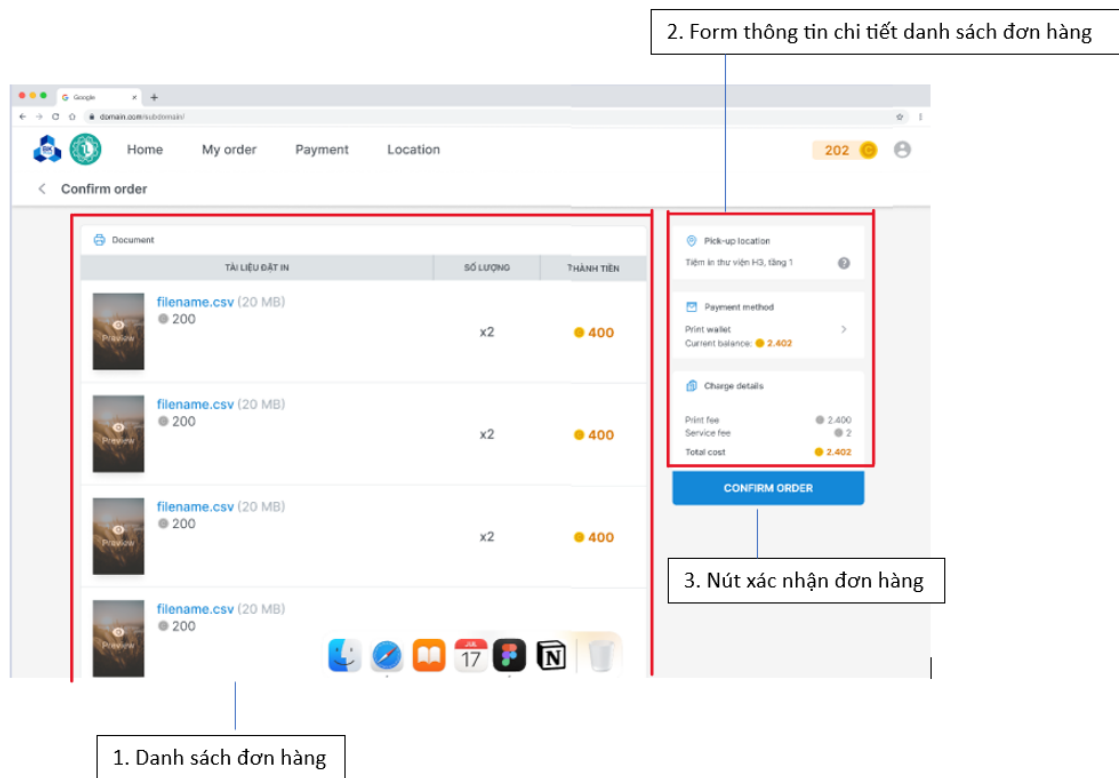 2. Form thông tin chi tiết danh sách đơn hàng
Google
domain.com/subdomain/
BK
Home My order Payment Location
202
Confirm order
Document
TÀI LIỆU ĐẶT IN SỐ LƯỢNG THÀNH TIỀN
filename.csv (20 MB)
200
Preview
x2 400
filename.csv (20 MB)
200
Preview
x2 400
filename.csv (20 MB)
200
Preview
x2 400
filename.csv (20 MB)
200
Preview
Pick-up location
Tiệm in thư viện H3, tầng 1
Payment method
Print wallet
Current balance: 2.402
Charge details
Print fee 2.400
Service fee 2
Total cost 2.402
CONFIRM ORDER
3. Nút xác nhận đơn hàng
JUL
17
1. Danh sách đơn hàng